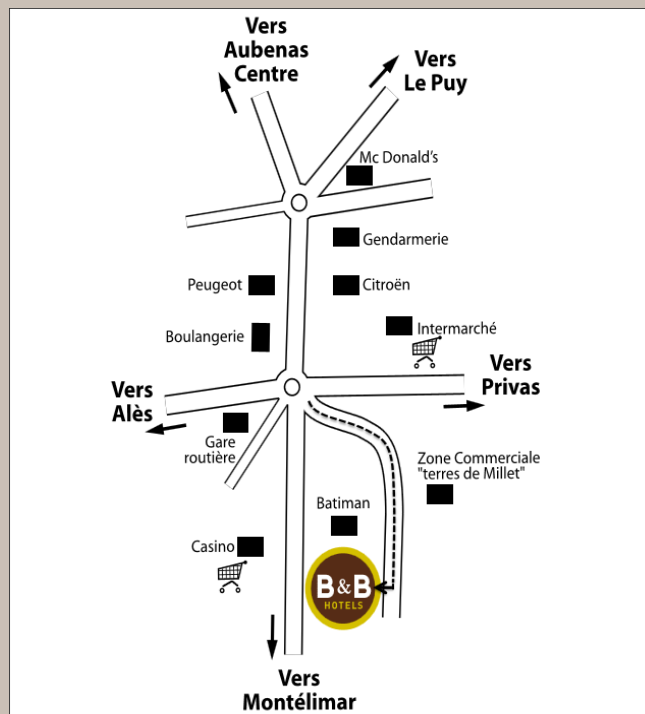 Vers
Aubenas
Centre
Vers
Le Puy
Mc Donald's
Gendarmerie
Peugeot
Citroën
Boulangerie
Intermarché
Vers
Privas
Vers
Alès
Gare
routière
Zone Commerciale
"terres de Millet"
Batiman
Casino
B&B
HOTELS
Vers
Montélimar